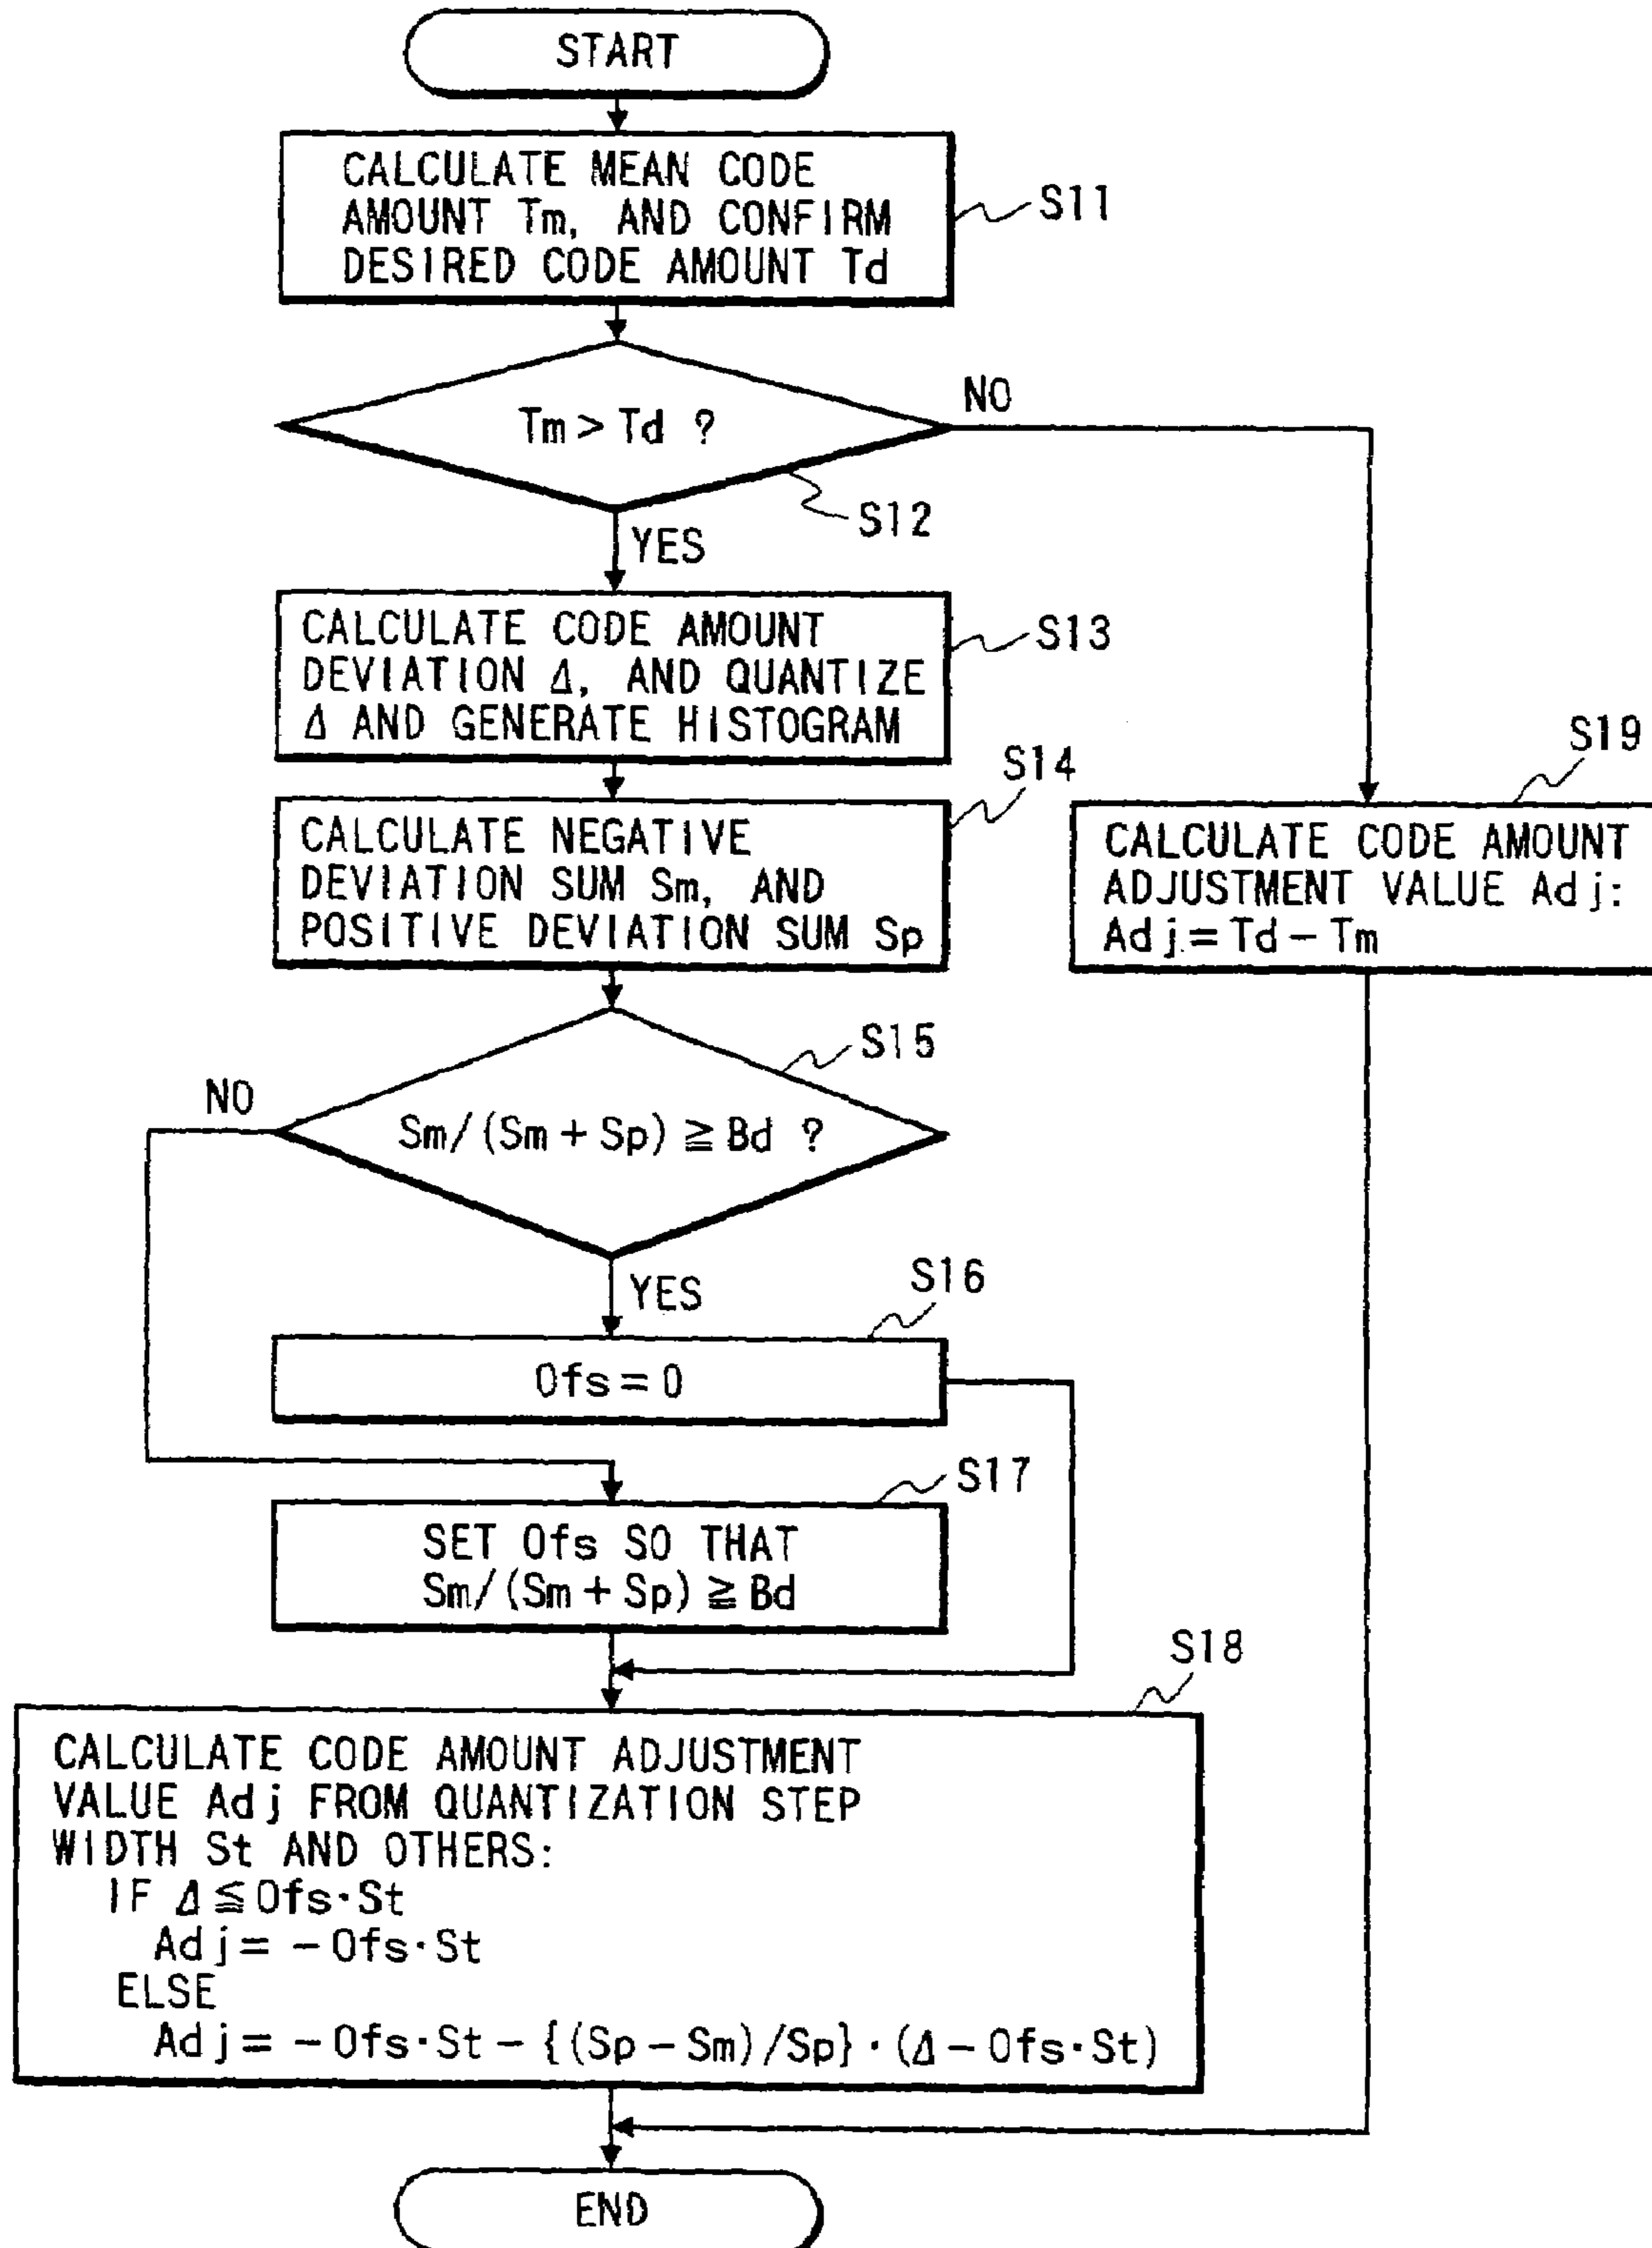 START
CALCULATE MEAN CODE
AMOUNT Tm, AND CONFIRM
DESIRED CODE AMOUNT Td
S11
Tm > Td ?
NO
S12
YES
CALCULATE CODE AMOUNT
DEVIATION Δ, AND QUANTIZE
Δ AND GENERATE HISTOGRAM
S13
CALCULATE NEGATIVE
DEVIATION SUM Sm, AND
POSITIVE DEVIATION SUM Sp
S14
S19
CALCULATE CODE AMOUNT
ADJUSTMENT VALUE Adj:
Adj = Td − Tm
S15
NO
Sm/(Sm + Sp) ≧ Bd ?
YES
S16
Ofs = 0
S17
SET Ofs SO THAT
Sm/(Sm + Sp) ≧ Bd
S18
CALCULATE CODE AMOUNT ADJUSTMENT
VALUE Adj FROM QUANTIZATION STEP
WIDTH St AND OTHERS:
IF Δ ≦ Ofs·St
Adj = −Ofs·St
ELSE
Adj = −Ofs·St − {(Sp − Sm)/Sp}·(Δ − Ofs·St)
END